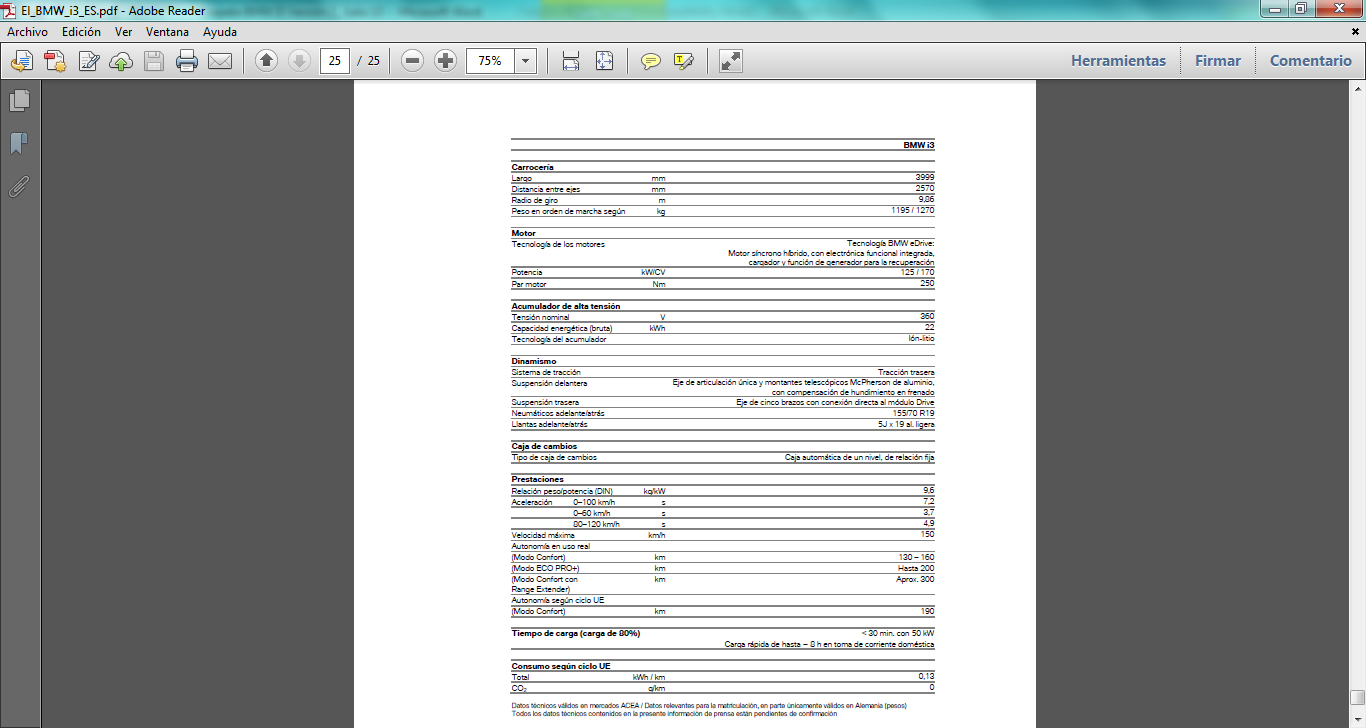 EI_BMW_i3_ES.pdf - Adobe Reader
Archivo Edición Ver Ventana Ayuda
25 / 25 75% Herramientas Firmar Comentario
BMW i3
Carrocería
Largo mm 3999
Distancia entre ejes mm 2570
Radio de giro m 9,86
Peso en orden de marcha según kg 1195 / 1270
Motor
Tecnología de los motores Tecnología BMW eDrive:
Motor síncrono híbrido, con electrónica funcional integrada,
cargador y función de generador para la recuperación
Potencia kW/CV 125 / 170
Par motor Nm 250
Acumulador de alta tensión
Tensión nominal V 360
Capacidad energética (bruta) kWh 22
Tecnología del acumulador Ión-litio
Dinamismo
Sistema de tracción Tracción trasera
Suspensión delantera Eje de articulación única y montantes telescópicos McPherson de aluminio,
con compensación de hundimiento en frenado
Suspensión trasera Eje de cinco brazos con conexión directa al módulo Drive
Neumáticos adelante/atrás 155/70 R19
Llantas adelante/atrás 5J x 19 al. ligera
Caja de cambios
Tipo de caja de cambios Caja automática de un nivel, de relación fija
Prestaciones
Relación peso/potencia (DIN) kg/kW 9,6
Aceleración 0–100 km/h s 7,2
0–60 km/h s 3,7
80–120 km/h s 4,9
Velocidad máxima km/h 150
Autonomía en uso real
(Modo Confort) km 130 – 160
(Modo ECO PRO+) km Hasta 200
(Modo Confort con km Aprox. 300
Range Extender)
Autonomía según ciclo UE
(Modo Confort) km 190
Tiempo de carga (carga de 80%) < 30 min. con 50 kW
Carga rápida de hasta – 8 h en toma de corriente doméstica
Consumo según ciclo UE
Total kWh / km 0,13
CO₂ g/km 0
Datos técnicos válidos en mercados ACEA / Datos relevantes para la matriculación, en parte únicamente válidos en Alemania (pesos)
Todos los datos técnicos contenidos en la presente información de prensa están pendientes de confirmación